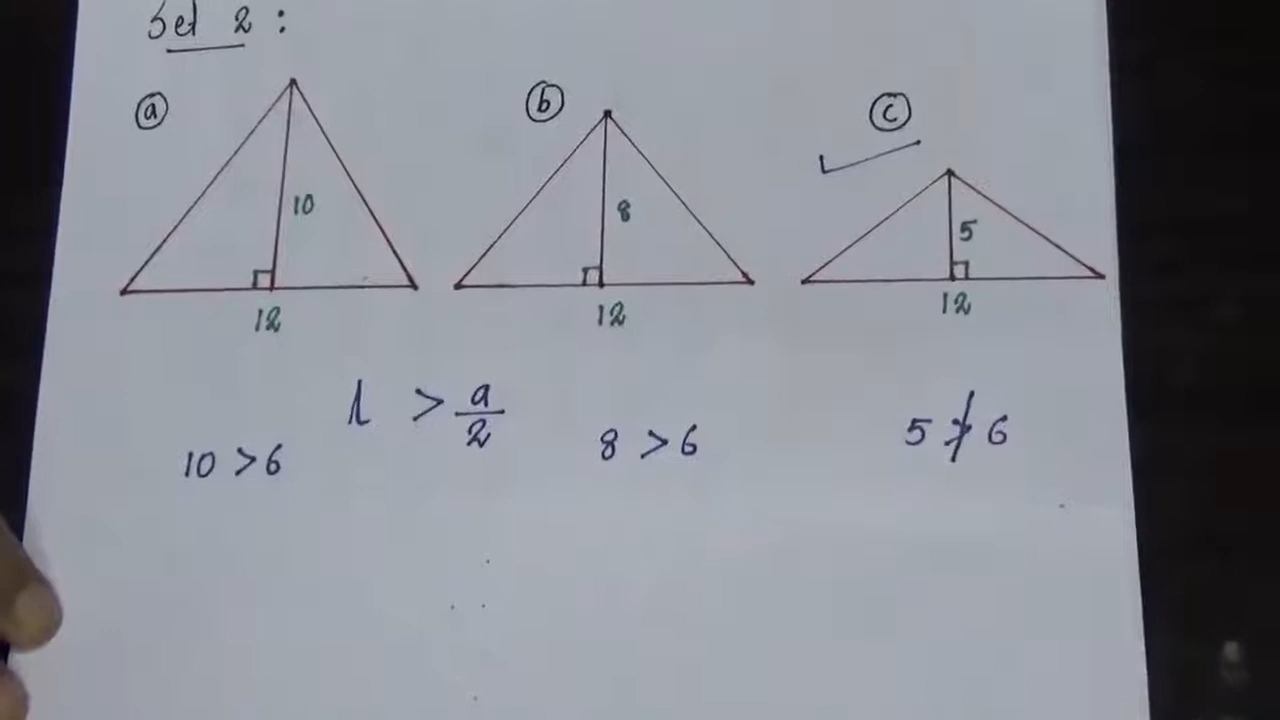 Set 2 :
a b c
10 8 5
12 12 12
l > a/2
10 > 6 8 > 6 5 ≯ 6